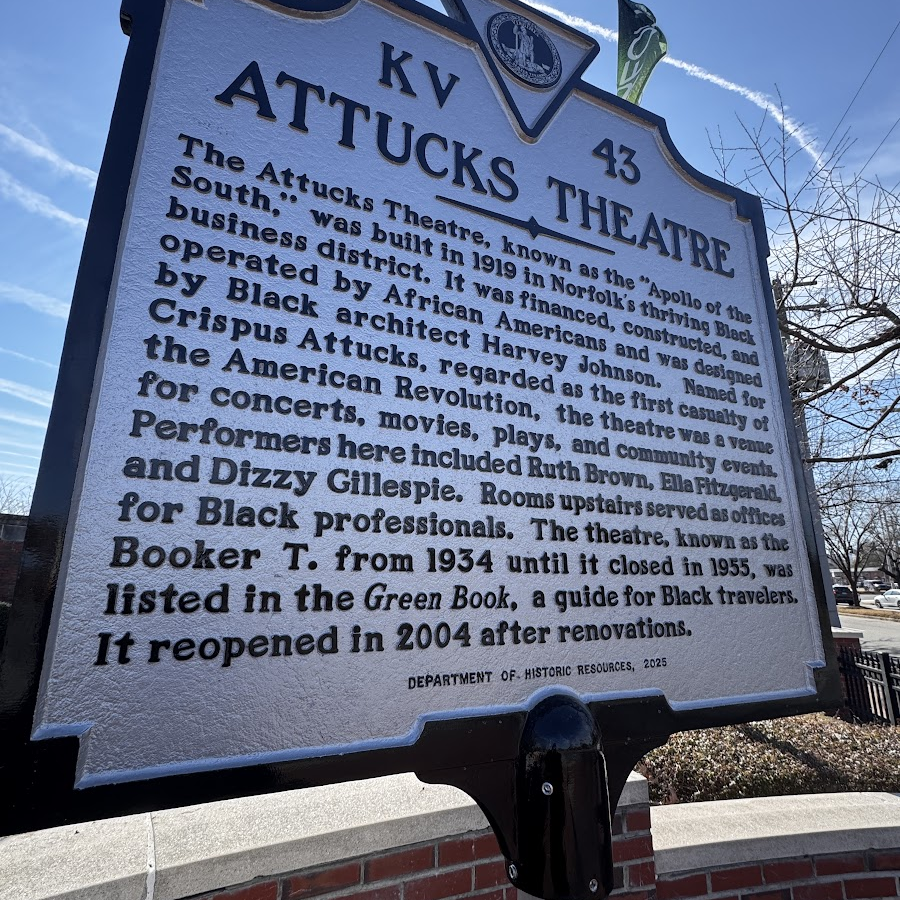 KV
43
ATTUCKS THEATRE
The Attucks Theatre, known as the "Apollo of the
South," was built in 1919 in Norfolk's thriving Black
business district. It was financed, constructed, and
operated by African Americans and was designed
by Black architect Harvey Johnson. Named for
Crispus Attucks, regarded as the first casualty of
the American Revolution, the theatre was a venue
for concerts, movies, plays, and community events.
Performers here included Ruth Brown, Ella Fitzgerald,
and Dizzy Gillespie. Rooms upstairs served as offices
for Black professionals. The theatre, known as the
Booker T. from 1934 until it closed in 1955, was
listed in the Green Book, a guide for Black travelers.
It reopened in 2004 after renovations.
DEPARTMENT OF HISTORIC RESOURCES, 2025